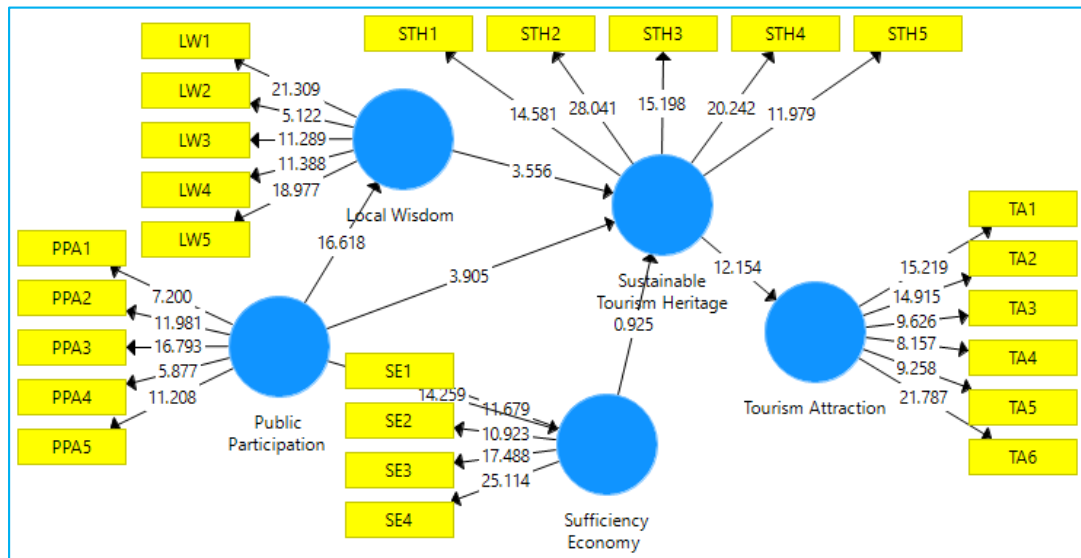 STH1
STH2
STH3
STH4
STH5
LW1
LW2
LW3
LW4
LW5
21.309
5.122
11.289
11.388
18.977
14.581
28.041
15.198
20.242
11.979
Local Wisdom
3.556
16.618
3.905
Sustainable
Tourism Heritage
12.154
0.925
PPA1
PPA2
PPA3
PPA4
PPA5
7.200
11.981
16.793
5.877
11.208
Public
Participation
14.259
SE1
SE2
SE3
SE4
11.679
10.923
17.488
25.114
Sufficiency
Economy
TA1
TA2
TA3
TA4
TA5
TA6
15.219
14.915
9.626
8.157
9.258
21.787
Tourism Attraction